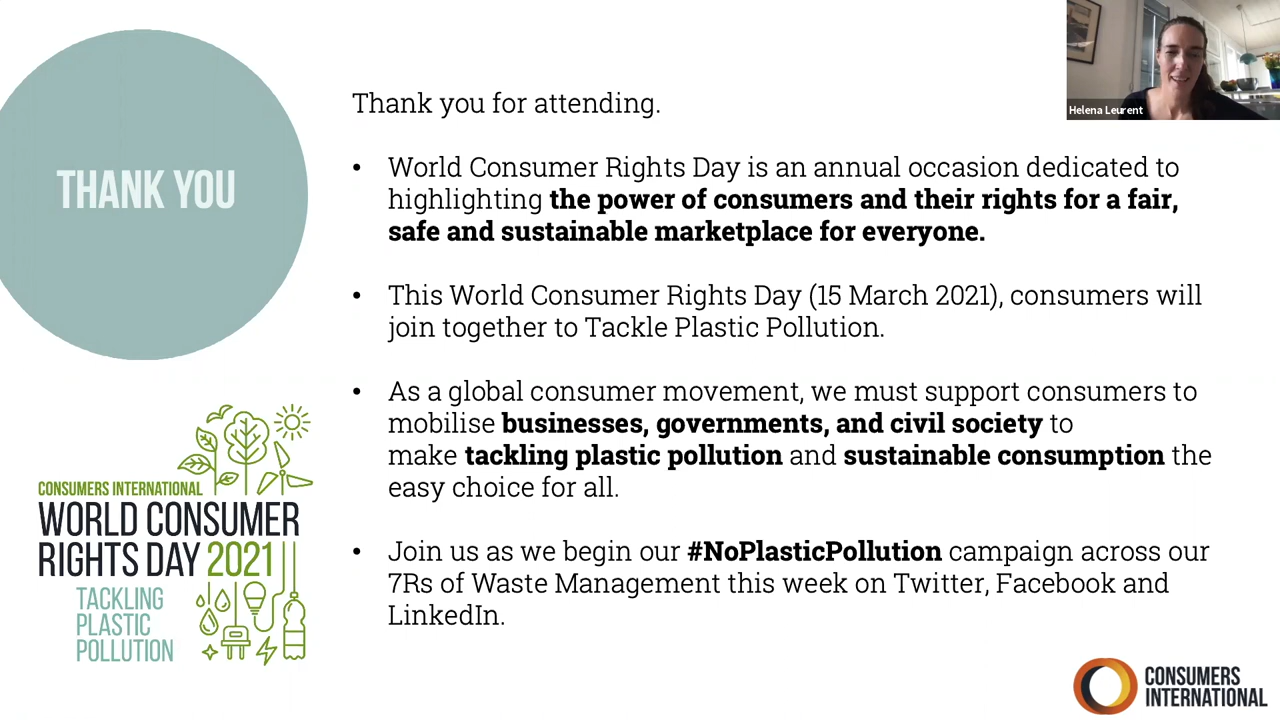 Helena Leurent
THANK YOU
Thank you for attending.
• World Consumer Rights Day is an annual occasion dedicated to
highlighting the power of consumers and their rights for a fair,
safe and sustainable marketplace for everyone.
• This World Consumer Rights Day (15 March 2021), consumers will
join together to Tackle Plastic Pollution.
• As a global consumer movement, we must support consumers to
mobilise businesses, governments, and civil society to
make tackling plastic pollution and sustainable consumption the
easy choice for all.
• Join us as we begin our #NoPlasticPollution campaign across our
7Rs of Waste Management this week on Twitter, Facebook and
LinkedIn.
CONSUMERS INTERNATIONAL
WORLD CONSUMER
RIGHTS DAY 2021
TACKLING
PLASTIC
POLLUTION
CONSUMERS
INTERNATIONAL